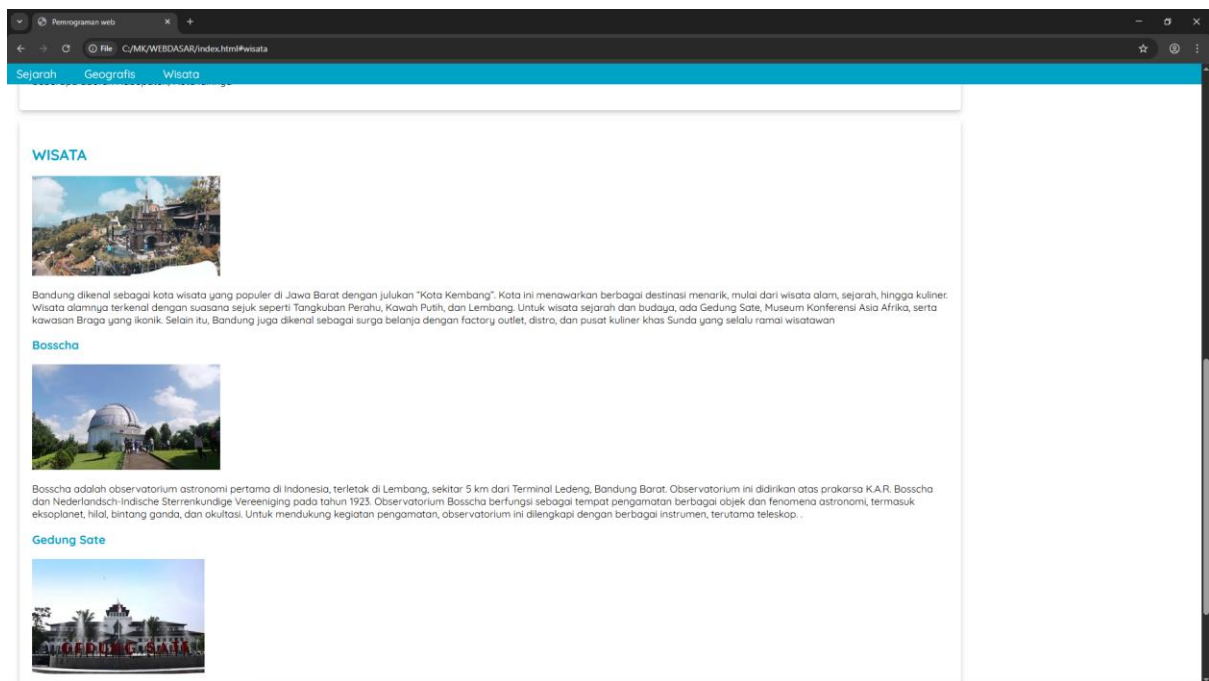 Pemrograman web
File C:/MK/WEBDASAR/index.html#wisata
Sejarah Geografis Wisata
WISATA
Bandung dikenal sebagai kota wisata yang populer di Jawa Barat dengan julukan "Kota Kembang". Kota ini menawarkan berbagai destinasi menarik, mulai dari wisata alam, sejarah, hingga kuliner.
Wisata alamnya terkenal dengan suasana sejuk seperti Tangkuban Perahu, Kawah Putih, dan Lembang. Untuk wisata sejarah dan budaya, ada Gedung Sate, Museum Konferensi Asia Afrika, serta
kawasan Braga yang ikonik. Selain itu, Bandung juga dikenal sebagai surga belanja dengan factory outlet, distro, dan pusat kuliner khas Sunda yang selalu ramai wisatawan
Bosscha
Bosscha adalah observatorium astronomi pertama di Indonesia, terletak di Lembang, sekitar 5 km dari Terminal Ledeng, Bandung Barat. Observatorium ini didirikan atas prakarsa K.A.R. Bosscha
dan Nederlandsch-Indische Sterrenkundige Vereeniging pada tahun 1923. Observatorium Bosscha berfungsi sebagai tempat pengamatan berbagai objek dan fenomena astronomi, termasuk
eksoplanet, hilal, bintang ganda, dan okultasi. Untuk mendukung kegiatan pengamatan, observatorium ini dilengkapi dengan berbagai instrumen, terutama teleskop. .
Gedung Sate
GEDUNG SATE